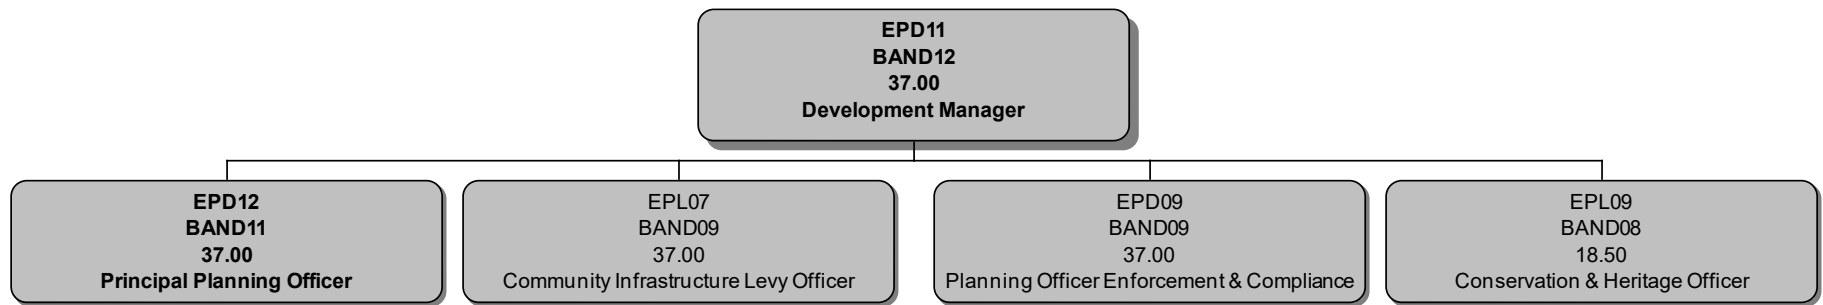 EPD11
BAND12
37.00
Development Manager
EPD12
BAND11
37.00
Principal Planning Officer
EPL07
BAND09
37.00
Community Infrastructure Levy Officer
EPD09
BAND09
37.00
Planning Officer Enforcement & Compliance
EPL09
BAND08
18.50
Conservation & Heritage Officer